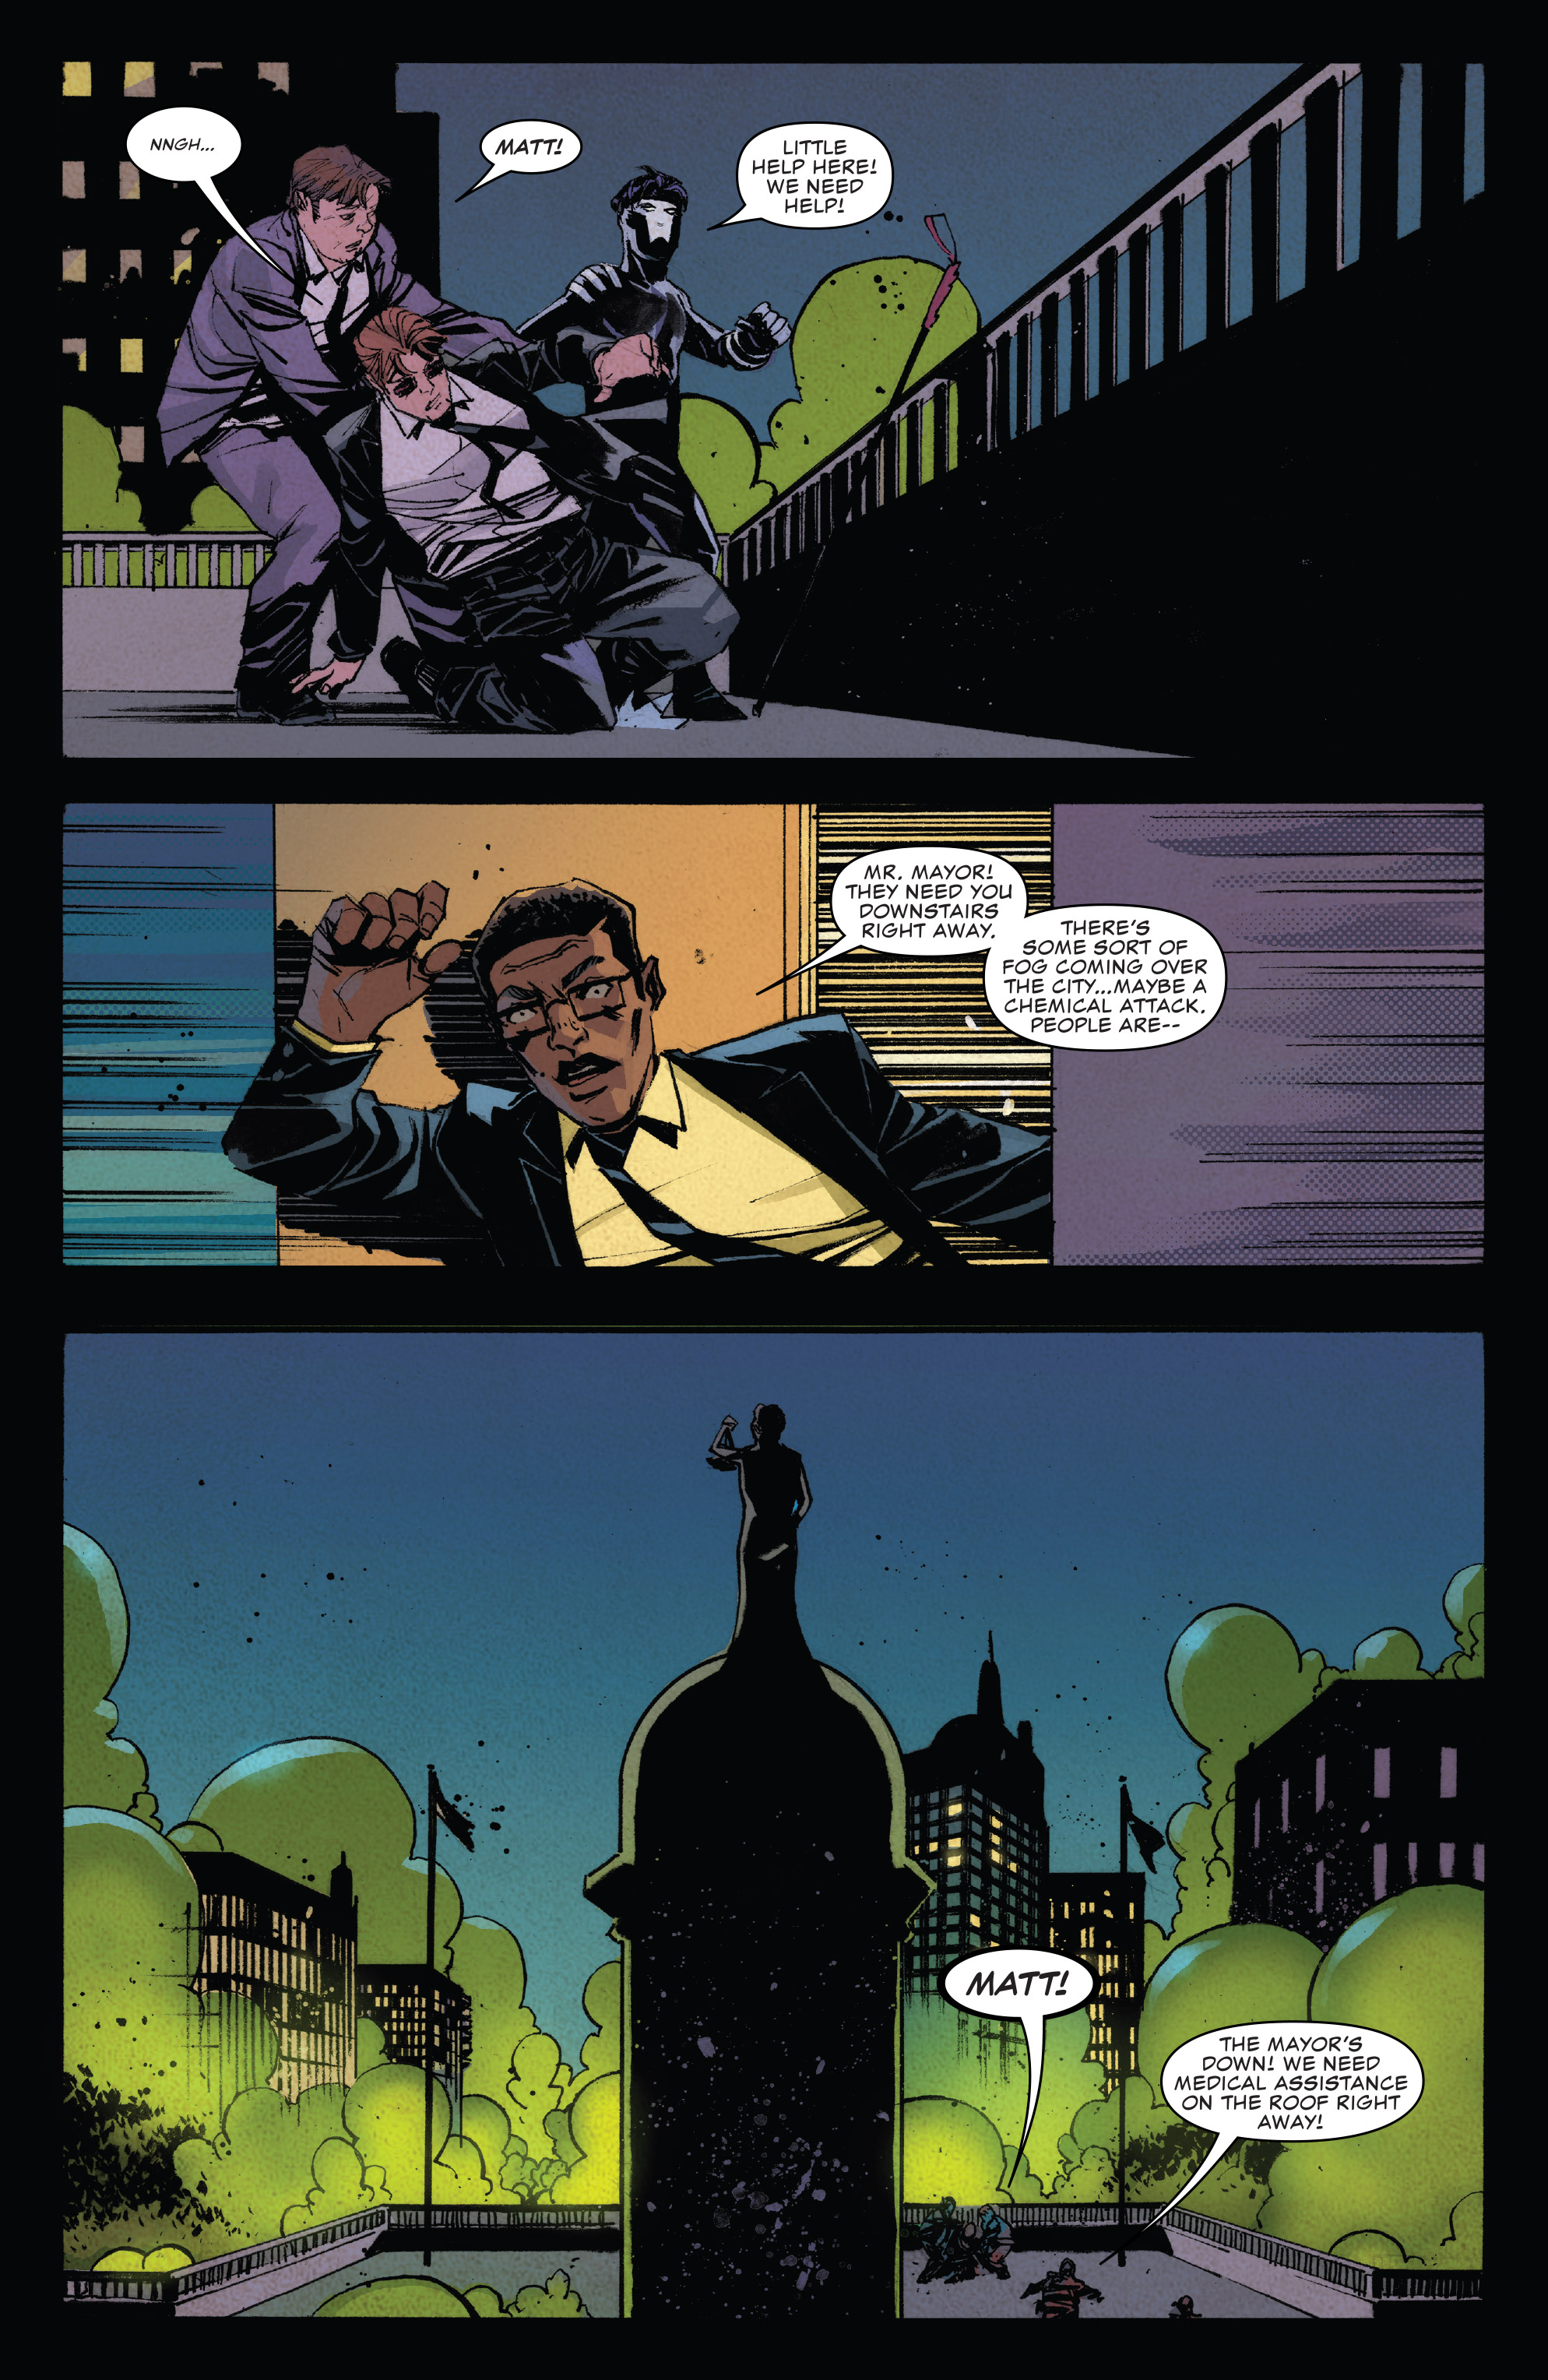 NNGH...
MATT!
LITTLE
HELP HERE!
WE NEED
HELP!
MR. MAYOR!
THEY NEED YOU
DOWNSTAIRS
RIGHT AWAY.
THERE'S
SOME SORT OF
FOG COMING OVER
THE CITY...MAYBE A
CHEMICAL ATTACK.
PEOPLE ARE--
MATT!
THE MAYOR'S
DOWN! WE NEED
MEDICAL ASSISTANCE
ON THE ROOF RIGHT
AWAY!